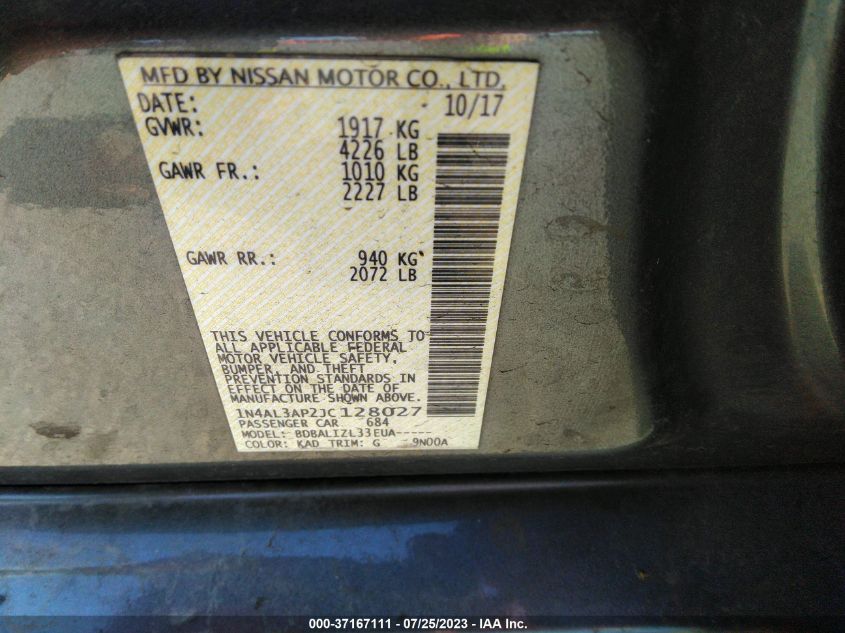 MFD BY NISSAN MOTOR CO., LTD.
DATE: 10/17
GVWR: 1917 KG
4226 LB
GAWR FR.: 1010 KG
2227 LB
GAWR RR.: 940 KG
2072 LB
THIS VEHICLE CONFORMS TO
ALL APPLICABLE FEDERAL
MOTOR VEHICLE SAFETY,
BUMPER, AND THEFT
PREVENTION STANDARDS IN
EFFECT ON THE DATE OF
MANUFACTURE SHOWN ABOVE.
1N4AL3AP2JC128027
PASSENGER CAR 684
MODEL: BDBALIZL33EUA-----
COLOR: KAD TRIM: G 9N00A
000-37167111 - 07/25/2023 - IAA Inc.